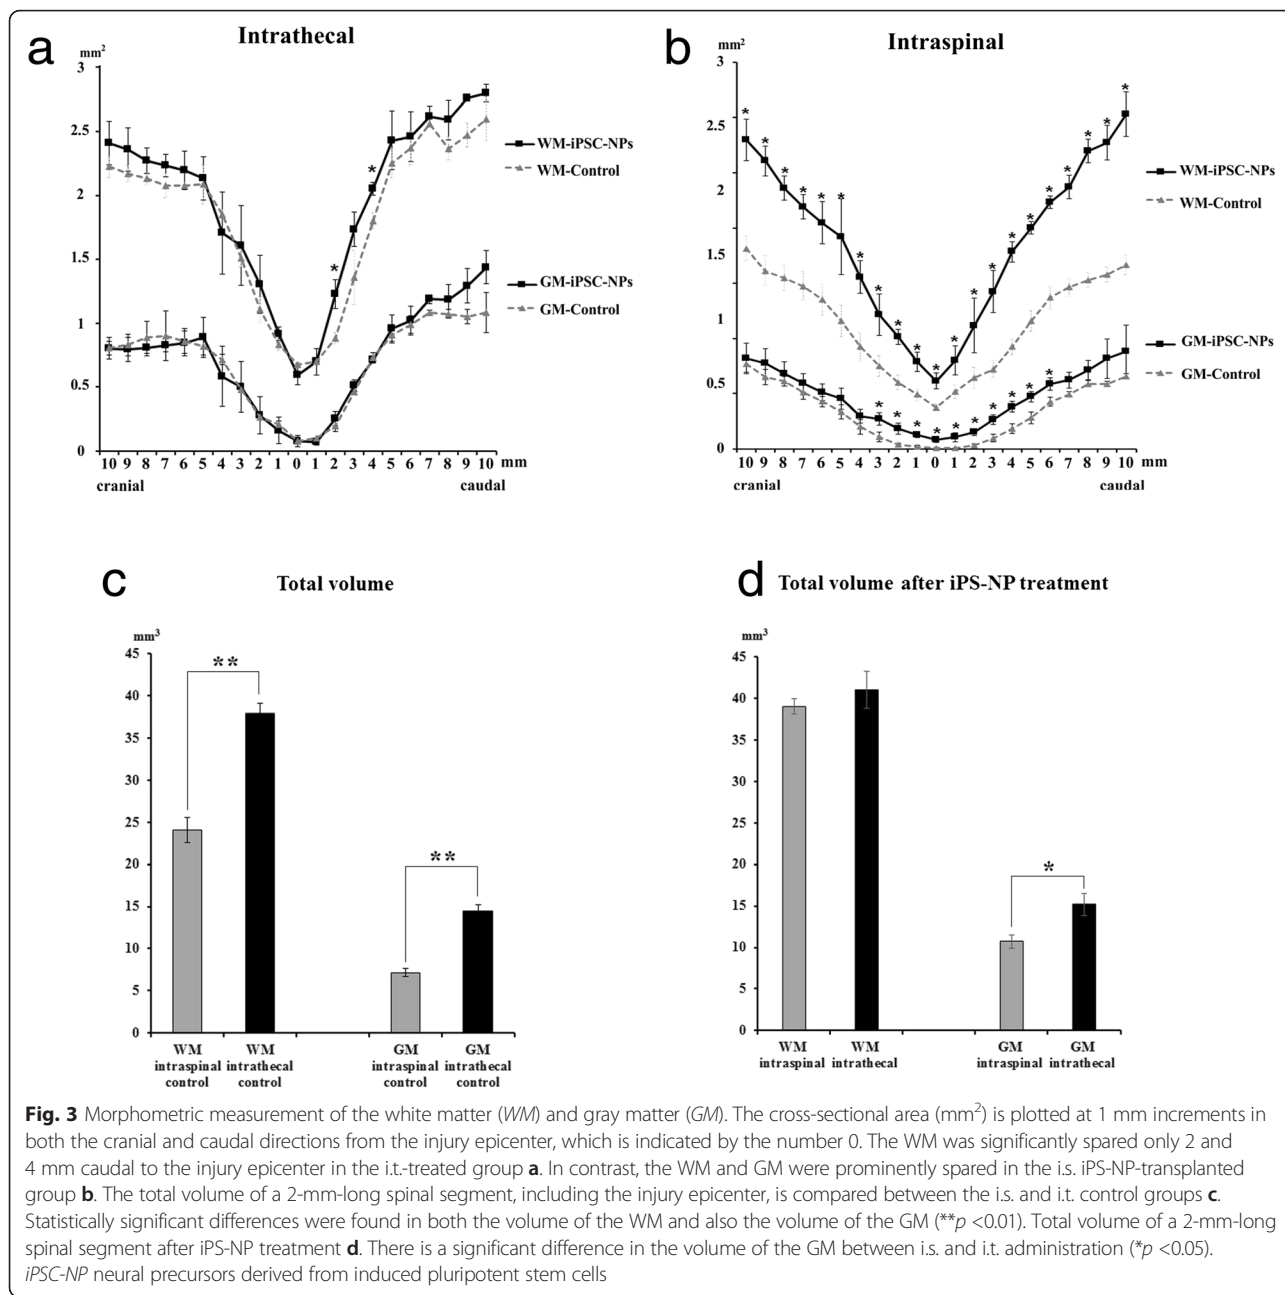 a
Intrathecal
mm²
3
2.5
2
1.5
1
0.5
0
WM-iPSC-NPs
WM-Control
GM-iPSC-NPs
GM-Control
*
*
10 9 8 7 6 5 4 3 2 1 0 1 2 3 4 5 6 7 8 9 10 mm
cranial caudal
b
Intraspinal
mm²
3
2.5
2
1.5
1
0.5
0
WM-iPSC-NPs
WM-Control
GM-iPSC-NPs
GM-Control
* * * * * * * * * * * * * * * * * * * *
* * * * * * * * * *
10 9 8 7 6 5 4 3 2 1 0 1 2 3 4 5 6 7 8 9 10 mm
cranial caudal
c
Total volume
mm³
45
40
35
30
25
20
15
10
5
0
**
**
WM intraspinal control
WM intrathecal control
GM intraspinal control
GM intrathecal control
d
Total volume after iPS-NP treatment
mm³
45
40
35
30
25
20
15
10
5
0
*
WM intraspinal
WM intrathecal
GM intraspinal
GM intrathecal
Fig. 3 Morphometric measurement of the white matter (WM) and gray matter (GM). The cross-sectional area (mm²) is plotted at 1 mm increments in
both the cranial and caudal directions from the injury epicenter, which is indicated by the number 0. The WM was significantly spared only 2 and
4 mm caudal to the injury epicenter in the i.t.-treated group a. In contrast, the WM and GM were prominently spared in the i.s. iPS-NP-transplanted
group b. The total volume of a 2-mm-long spinal segment, including the injury epicenter, is compared between the i.s. and i.t. control groups c.
Statistically significant differences were found in both the volume of the WM and also the volume of the GM (**p <0.01). Total volume of a 2-mm-long
spinal segment after iPS-NP treatment d. There is a significant difference in the volume of the GM between i.s. and i.t. administration (*p <0.05).
iPSC-NP neural precursors derived from induced pluripotent stem cells